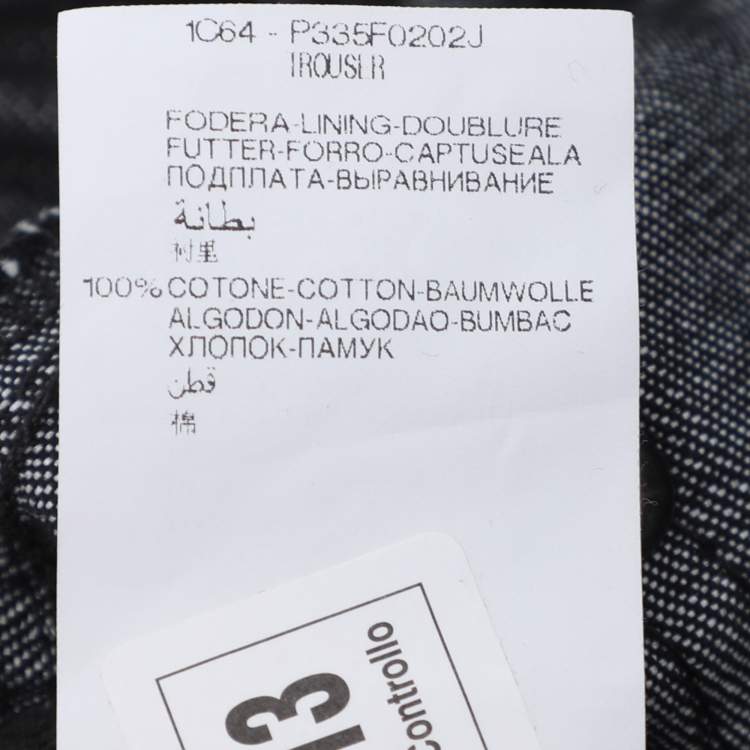 1C64 - P335F0202J
TROUSER
FODERA-LINING-DOUBLURE
FUTTER-FORRO-CAPTUSEALA
ПОДПЛАТА-ВЫРАВНИВАНИЕ
بطانة
衬里
100% COTONE-COTTON-BAUMWOLLE
ALGODON-ALGODAO-BUMBAC
ХЛОПОК-ПАМУК
قطن
棉
13
Controllo